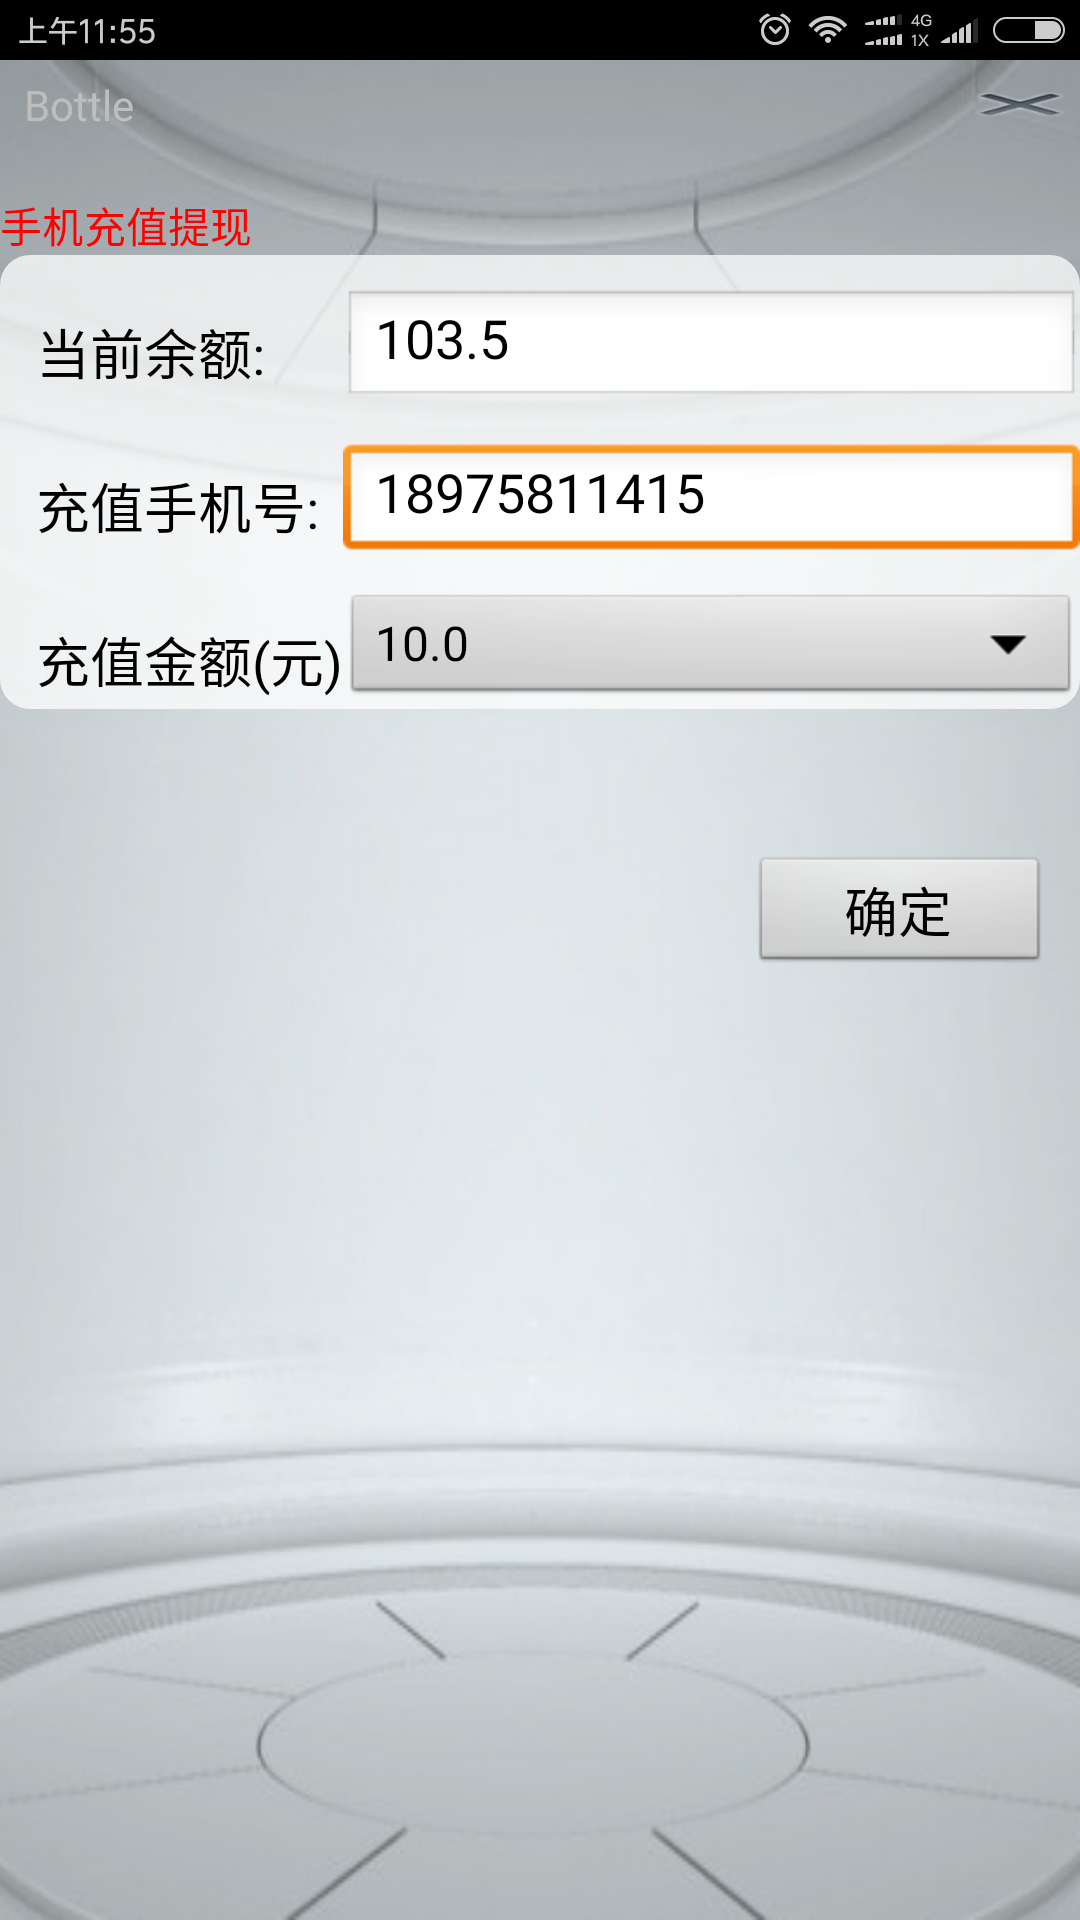 上午11:55
4G
1X
Bottle
手机充值提现
当前余额: 103.5
充值手机号: 18975811415
充值金额(元) 10.0
确定